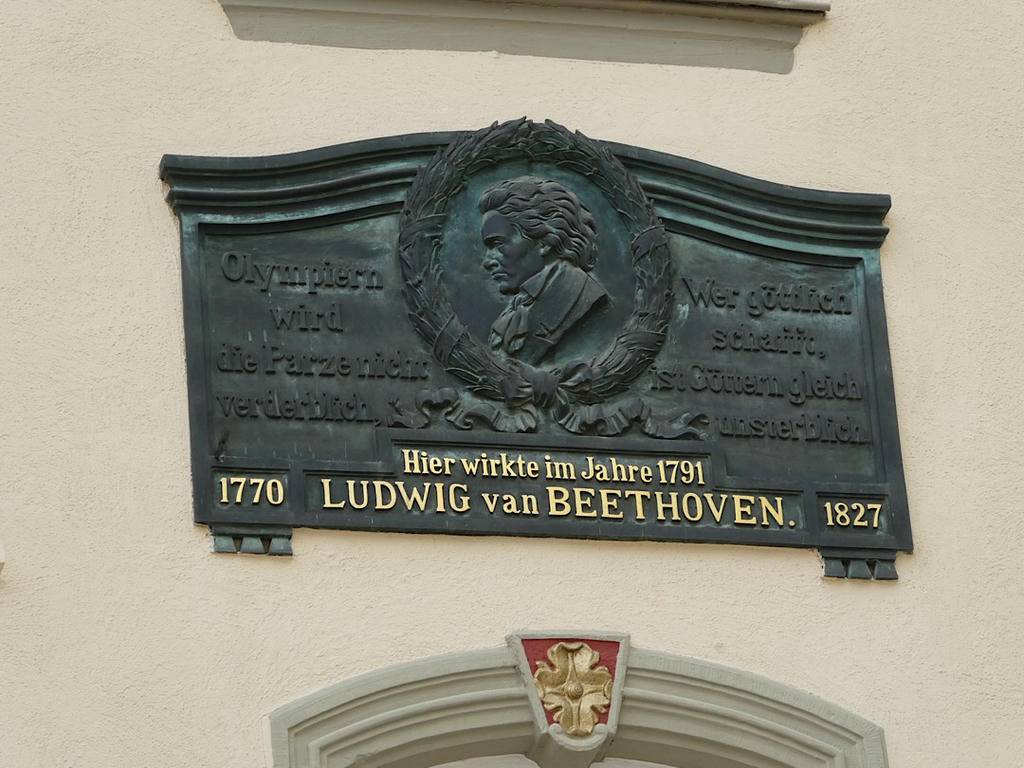 Olympiern
wird
die Parze nicht
verderblich,
Wer göttlich
schafft,
ist Göttern gleich
unsterblich.
Hier wirkte im Jahre 1791
1770
LUDWIG van BEETHOVEN.
1827